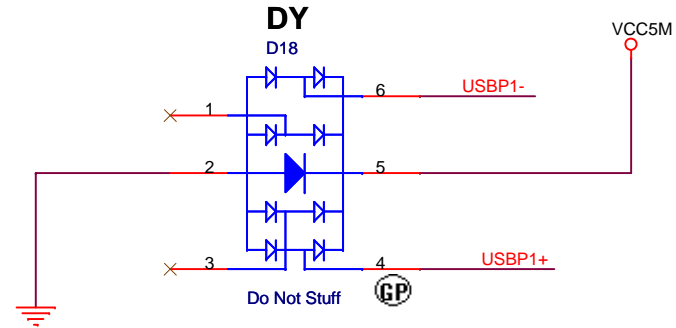 DY
D18
VCC5M
6 USBP1-
1
2 5
3 4 USBP1+
Do Not Stuff GP